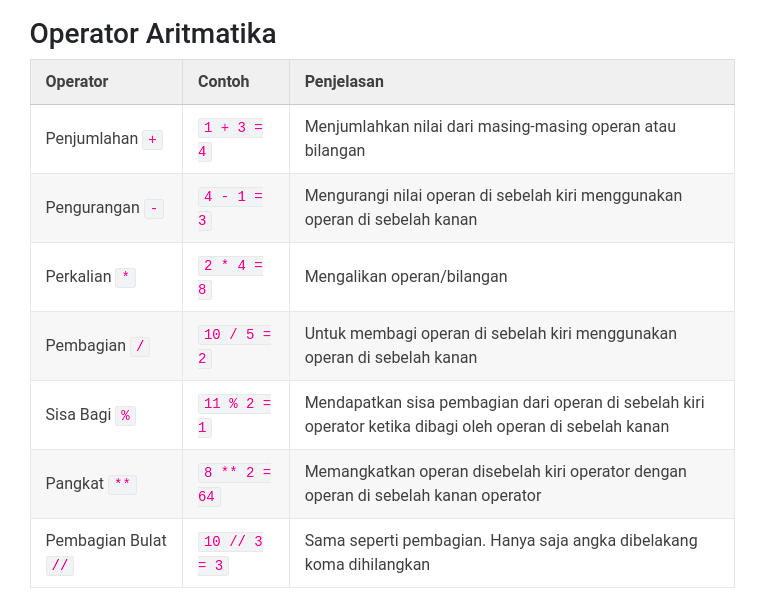 Operator Aritmatika
Operator Contoh Penjelasan
Penjumlahan + 1 + 3 = 4 Menjumlahkan nilai dari masing-masing operan atau bilangan
Pengurangan - 4 - 1 = 3 Mengurangi nilai operan di sebelah kiri menggunakan operan di sebelah kanan
Perkalian * 2 * 4 = 8 Mengalikan operan/bilangan
Pembagian / 10 / 5 = 2 Untuk membagi operan di sebelah kiri menggunakan operan di sebelah kanan
Sisa Bagi % 11 % 2 = 1 Mendapatkan sisa pembagian dari operan di sebelah kiri operator ketika dibagi oleh operan di sebelah kanan
Pangkat ** 8 ** 2 = 64 Memangkatkan operan disebelah kiri operator dengan operan di sebelah kanan operator
Pembagian Bulat // 10 // 3 = 3 Sama seperti pembagian. Hanya saja angka dibelakang koma dihilangkan